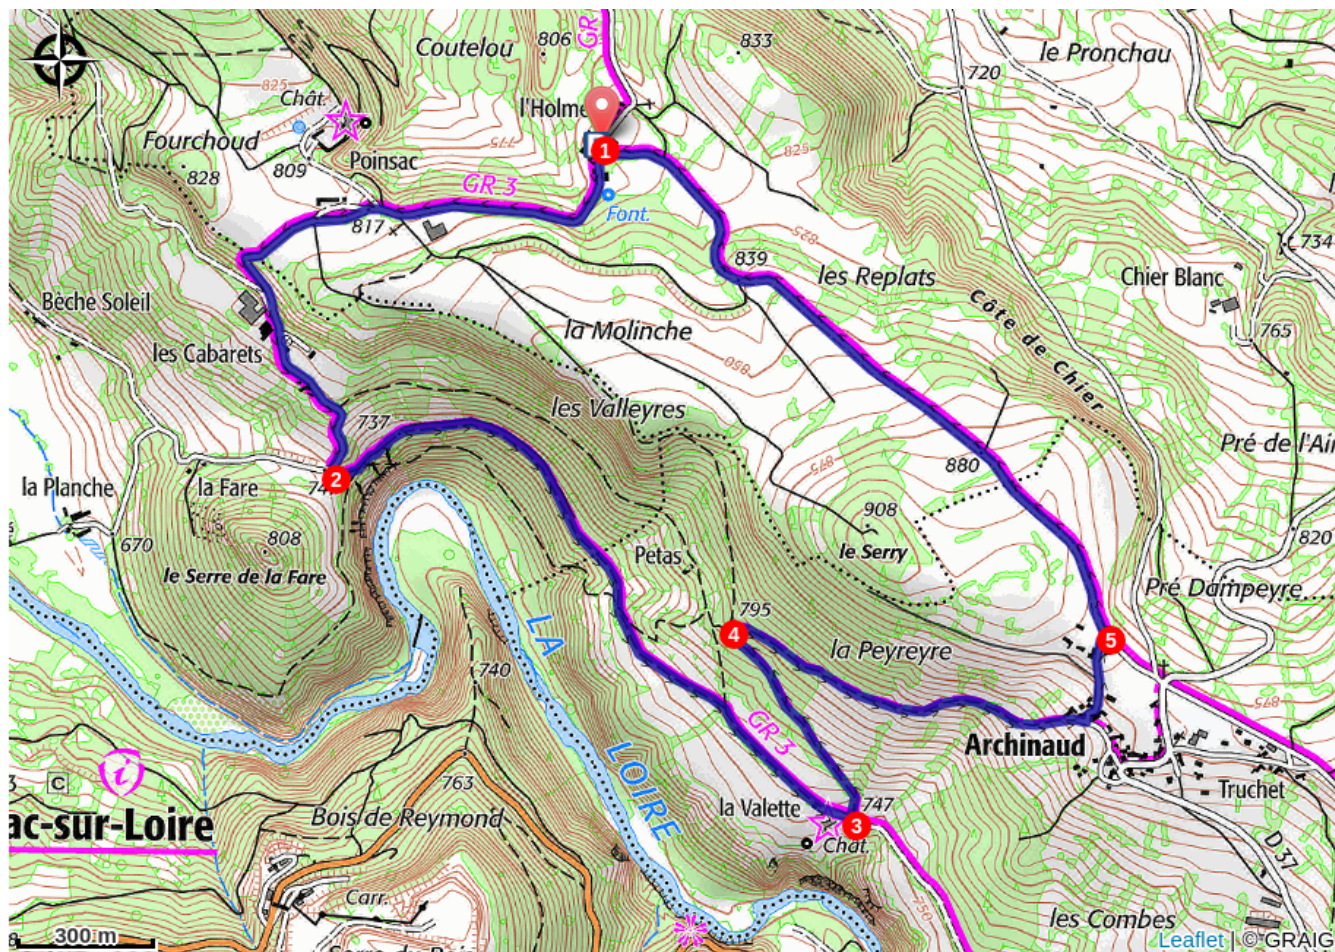 Coutelou
806
GR
833
le Pronchau
720
825
Chât.
l'Holme
Fourchoud
775
1
825
Poinsac
809
828
GR 3
Font.
817
825
734
839
les Replats
Chier Blanc
Bèche Soleil
Côte de Chier
la Molinche
765
les Cabarets
850
les Valleyres
737
Pré de l'Air
875
880
2
la Planche
la Fare
74
908
670
808
Petas
le Serry
820
le Serre de la Fare
Pré Dampeyre
795
4
5
LA LOIRE
la Peyreyre
740
875
GR 3
Archinaud
C
763
la Valette
747
Truchet
ac-sur-Loire
Bois de Reymond
3
Chât.
D 37
Carr.
750
les Combes
300 m
Leaflet | © GRAIG